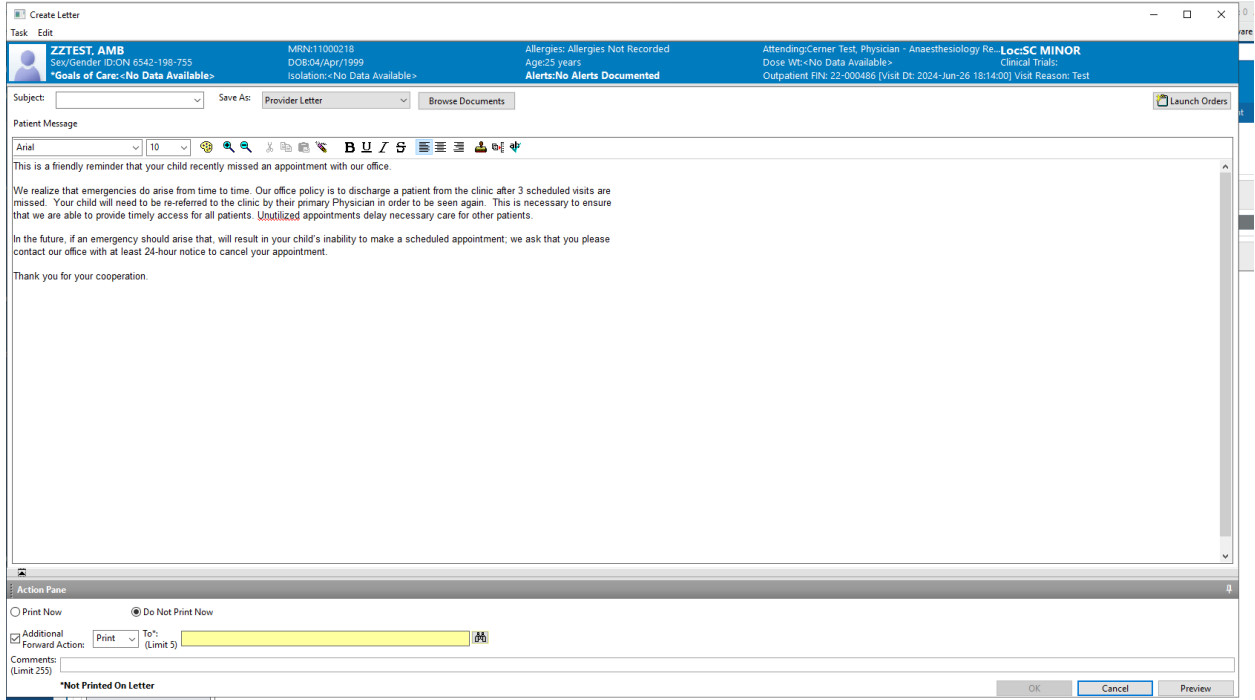 Create Letter
: 0
Task Edit
ZZTEST, AMB
MRN:11000218
Allergies: Allergies Not Recorded
Attending:Cerner Test, Physician - Anaesthesiology Re...
Loc:SC MINOR
Sex/Gender ID:ON 6542-198-755
DOB:04/Apr/1999
Age:25 years
Dose Wt:<No Data Available>
Clinical Trials:
*Goals of Care:<No Data Available>
Isolation:<No Data Available>
Alerts:No Alerts Documented
Outpatient FIN: 22-000486 [Visit Dt: 2024-Jun-26 18:14:00] Visit Reason: Test
Subject:
Save As: Provider Letter
Browse Documents
Launch Orders
Patient Message
Arial 10 B U I S
This is a friendly reminder that your child recently missed an appointment with our office.
We realize that emergencies do arise from time to time. Our office policy is to discharge a patient from the clinic after 3 scheduled visits are
missed.  Your child will need to be re-referred to the clinic by their primary Physician in order to be seen again.  This is necessary to ensure
that we are able to provide timely access for all patients. Unutilized appointments delay necessary care for other patients.
In the future, if an emergency should arise that, will result in your child's inability to make a scheduled appointment; we ask that you please
contact our office with at least 24-hour notice to cancel your appointment.
Thank you for your cooperation.
Action Pane
Print Now
Do Not Print Now
Additional
Forward Action:
Print
To*:
(Limit 5)
Comments:
(Limit 255)
*Not Printed On Letter
OK
Cancel
Preview